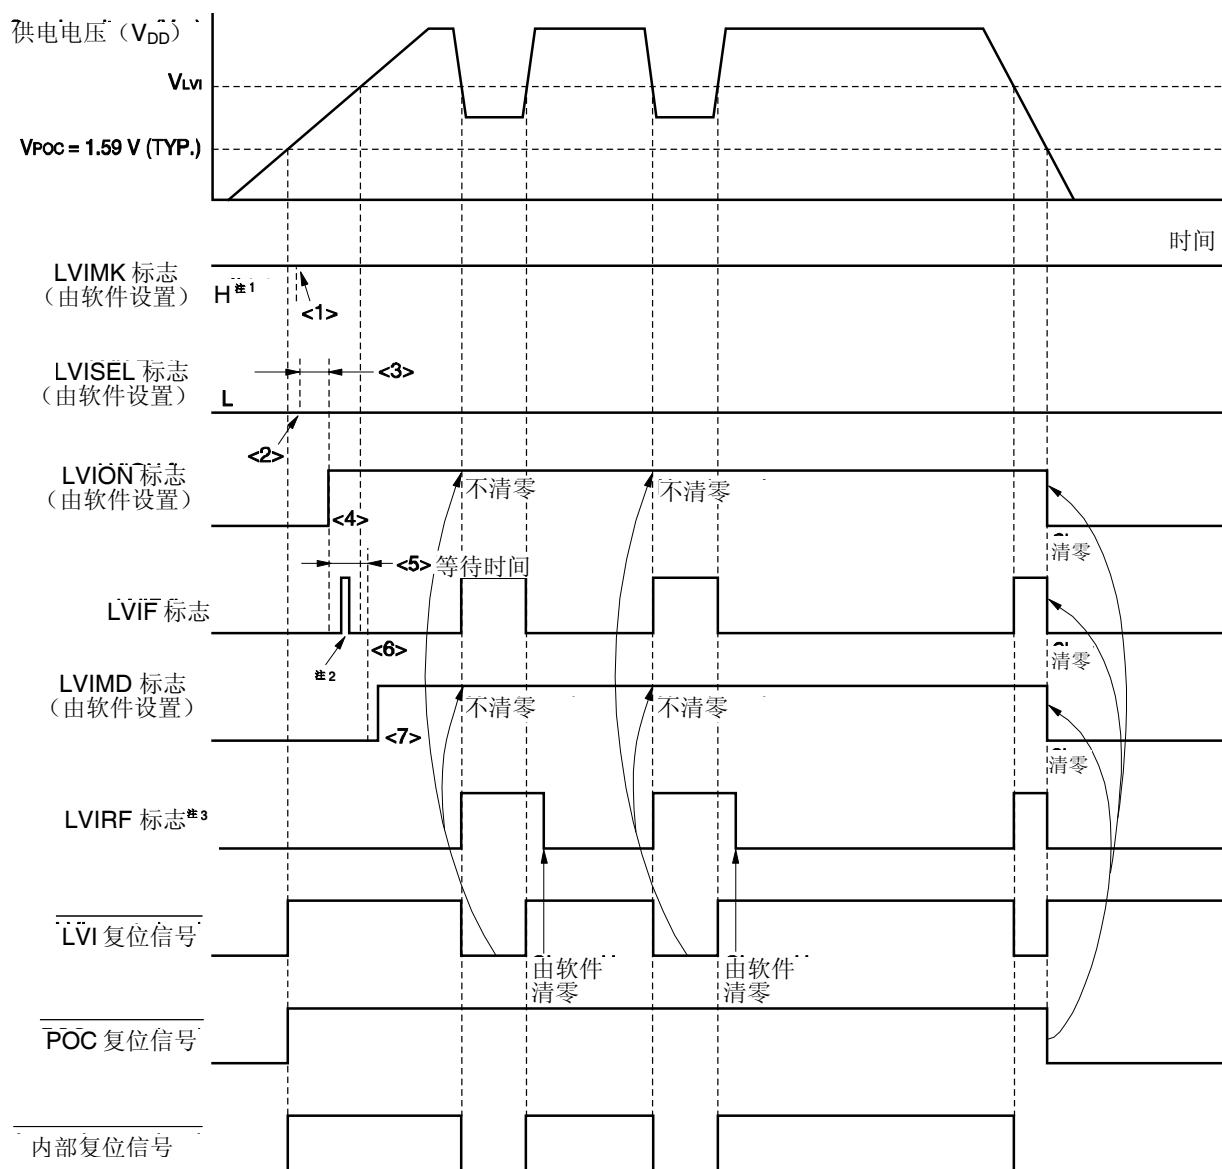 供电电压（VDD）
VLVI
VPOC = 1.59 V (TYP.)
时间
LVIMK 标志
（由软件设置）
H注1
<1>
LVISEL 标志
（由软件设置）
<3>
L
<2>
LVION 标志
（由软件设置）
不清零
不清零
<4>
清零
<5> 等待时间
LVIF 标志
<6>
注2
清零
LVIMD 标志
（由软件设置）
不清零
不清零
<7>
清零
LVIRF 标志注3
LVI 复位信号
由软件
清零
由软件
清零
POC 复位信号
内部复位信号